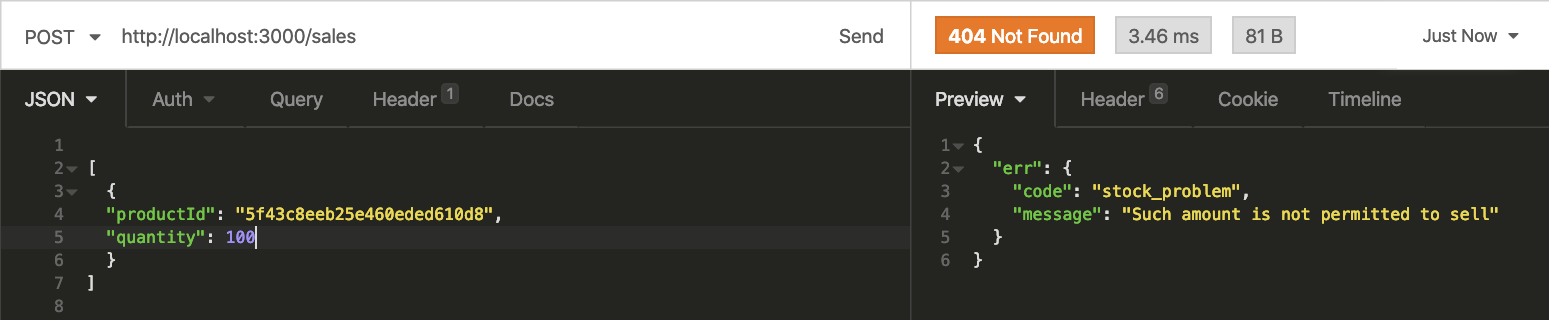 POST http://localhost:3000/sales Send 404 Not Found 3.46 ms 81 B Just Now
JSON Auth Query Header 1 Docs Preview Header 6 Cookie Timeline
1
2 [
3 {
4 "productId": "5f43c8eeb25e460eded610d8",
5 "quantity": 100
6 }
7 ]
8
1 {
2 "err": {
3 "code": "stock_problem",
4 "message": "Such amount is not permitted to sell"
5 }
6 }